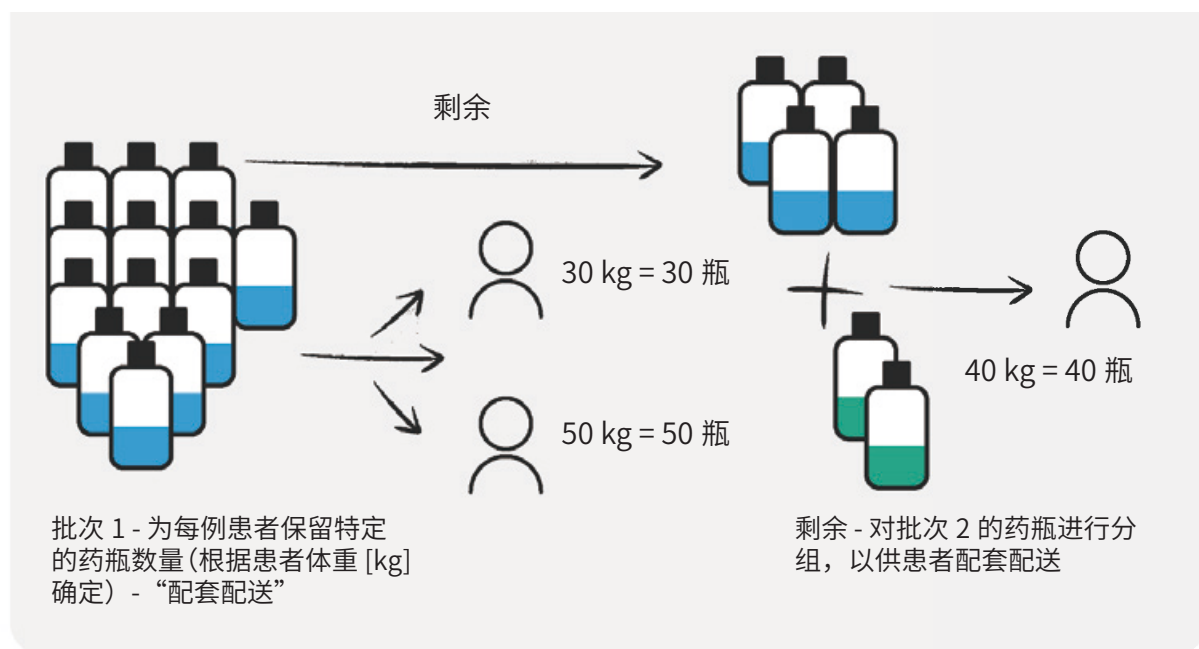 剩余
30 kg = 30 瓶
50 kg = 50 瓶
40 kg = 40 瓶
批次 1 - 为每例患者保留特定
的药瓶数量（根据患者体重 [kg]
确定）-“配套配送”
剩余 - 对批次 2 的药瓶进行分
组，以供患者配套配送